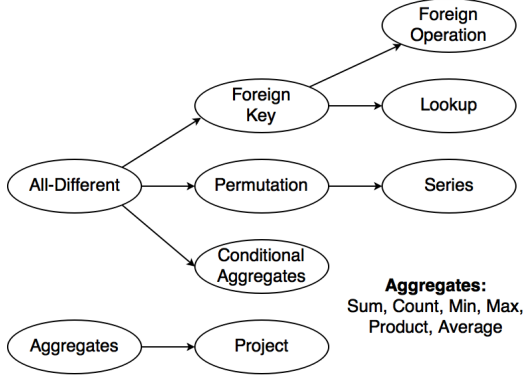 Foreign
Operation
Foreign
Key
Lookup
All-Different
Permutation
Series
Conditional
Aggregates
Aggregates:
Sum, Count, Min, Max,
Product, Average
Aggregates
Project